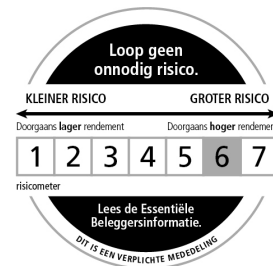 Loop geen
onnodig risico.
KLEINER RISICO GROTER RISICO
Doorgaans lager rendement Doorgaans hoger rendement
1 2 3 4 5 6 7
risicometer
Lees de Essentiële
Beleggersinformatie.
DIT IS EEN VERPLICHTE MEDEDELING